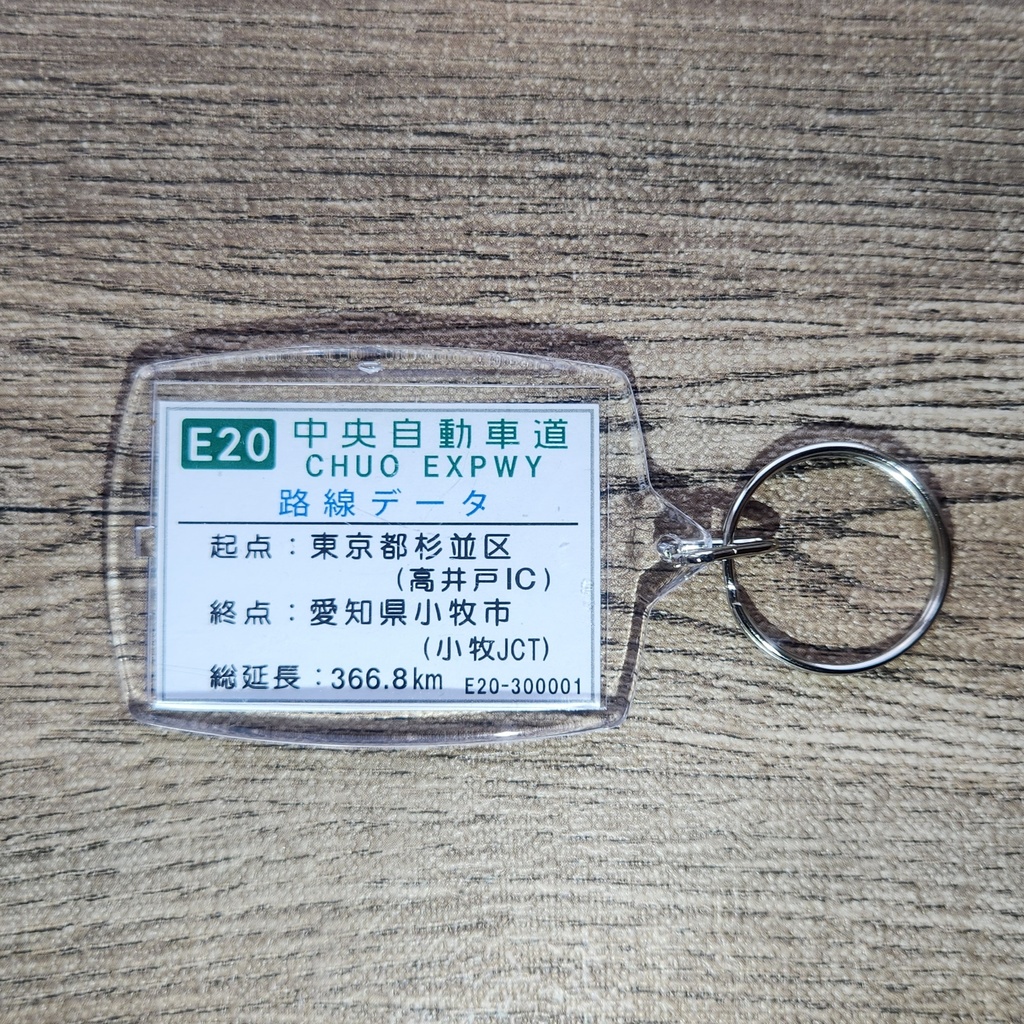 E20 中央自動車道
CHUO EXPWY
路線データ
起点：東京都杉並区
(高井戸IC)
終点：愛知県小牧市
(小牧JCT)
総延長：366.8km E20-300001